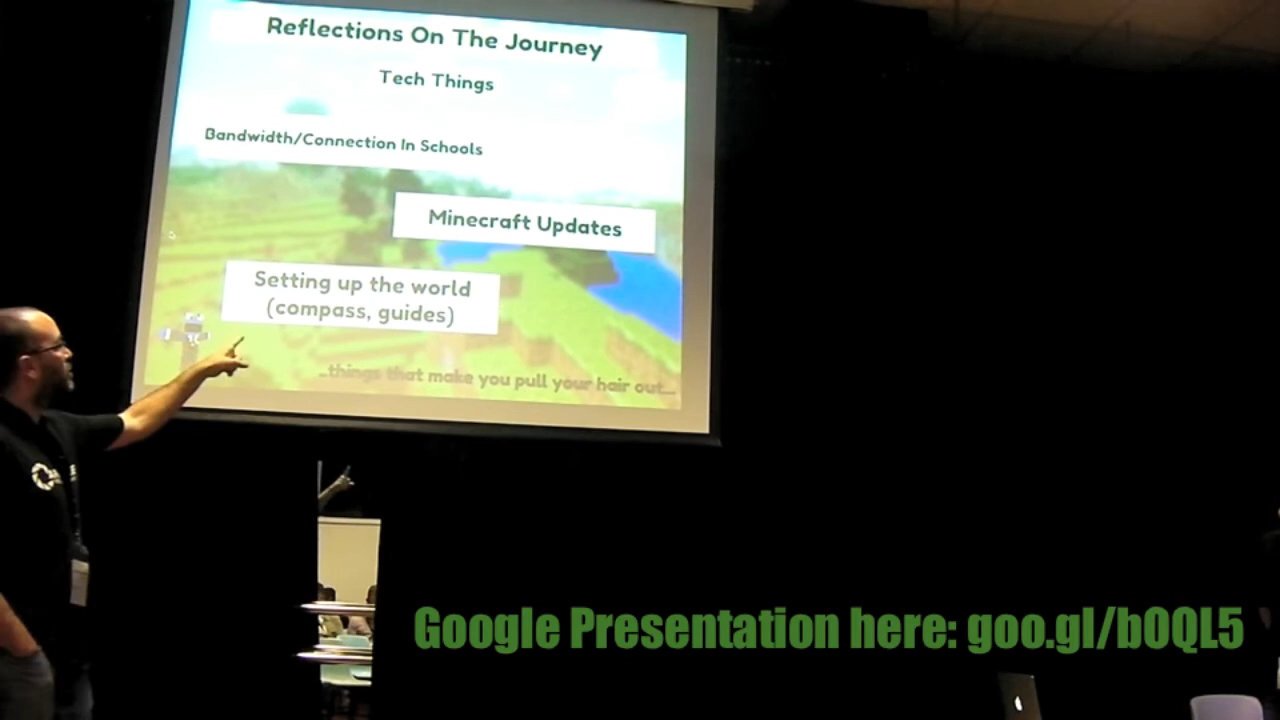 Reflections On The Journey
Tech Things
Bandwidth/Connection In Schools
Minecraft Updates
Setting up the world
(compass, guides)
...things that make you pull your hair out...
Google Presentation here: goo.gl/bOQL5